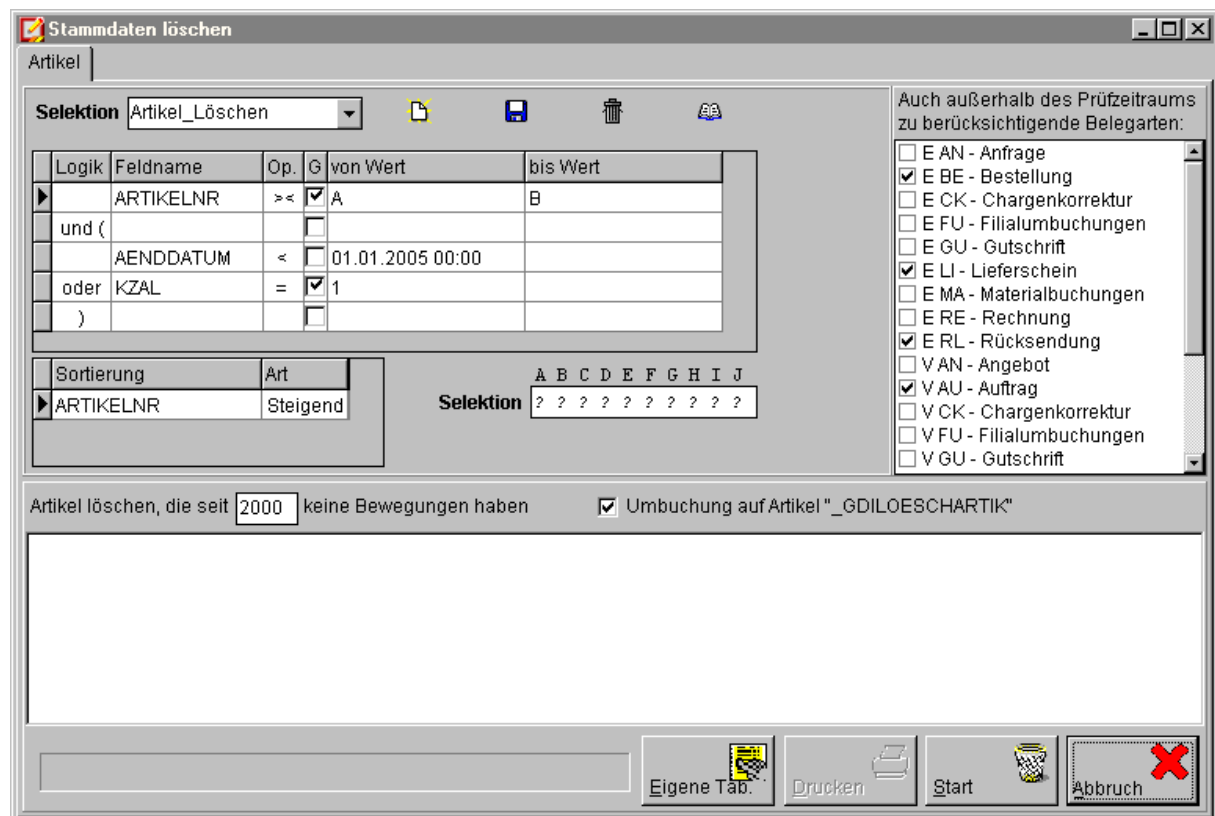 Stammdaten löschen
Artikel
Selektion Artikel_Löschen
Logik Feldname Op. G von Wert bis Wert
ARTIKELNR >< A B
und (
AENDDATUM < 01.01.2005 00:00
oder KZAL = 1
)
Sortierung Art
ARTIKELNR Steigend
A B C D E F G H I J
Selektion ? ? ? ? ? ? ? ? ? ?
Auch außerhalb des Prüfzeitraums
zu berücksichtigende Belegarten:
E AN - Anfrage
E BE - Bestellung
E CK - Chargenkorrektur
E FU - Filialumbuchungen
E GU - Gutschrift
E LI - Lieferschein
E MA - Materialbuchungen
E RE - Rechnung
E RL - Rücksendung
V AN - Angebot
V AU - Auftrag
V CK - Chargenkorrektur
V FU - Filialumbuchungen
V GU - Gutschrift
Artikel löschen, die seit 2000 keine Bewegungen haben
Umbuchung auf Artikel "_GDILOESCHARTIK"
Eigene Tab.
Drucken
Start
Abbruch